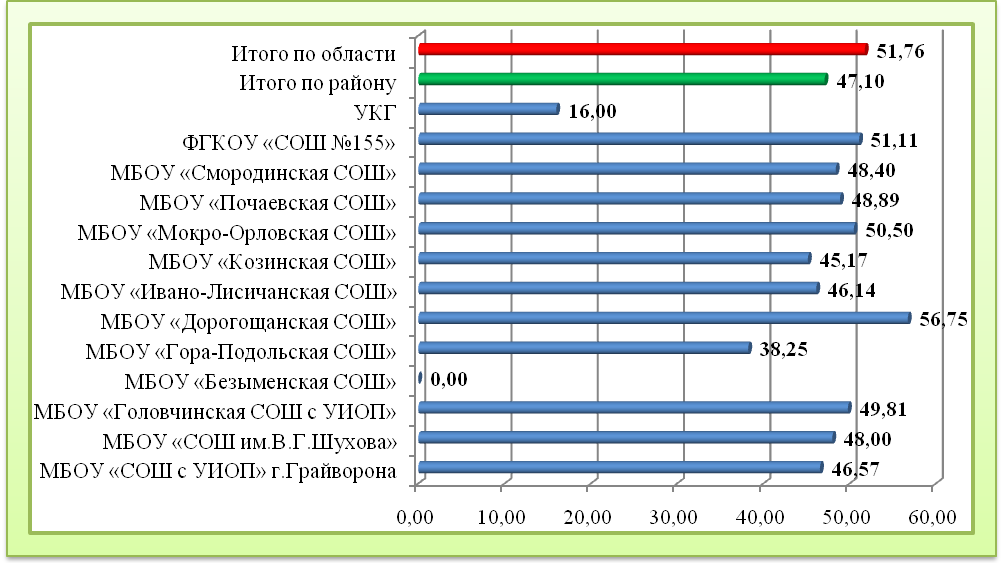 Итого по области 51,76
Итого по району 47,10
УКГ 16,00
ФГКОУ «СОШ №155» 51,11
МБОУ «Смородинская СОШ» 48,40
МБОУ «Почаевская СОШ» 48,89
МБОУ «Мокро-Орловская СОШ» 50,50
МБОУ «Козинская СОШ» 45,17
МБОУ «Ивано-Лисичанская СОШ» 46,14
МБОУ «Дорогощанская СОШ» 56,75
МБОУ «Гора-Подольская СОШ» 38,25
МБОУ «Безыменская СОШ» 0,00
МБОУ «Головчинская СОШ с УИОП» 49,81
МБОУ «СОШ им.В.Г.Шухова» 48,00
МБОУ «СОШ с УИОП» г.Грайворона 46,57
0,00 10,00 20,00 30,00 40,00 50,00 60,00